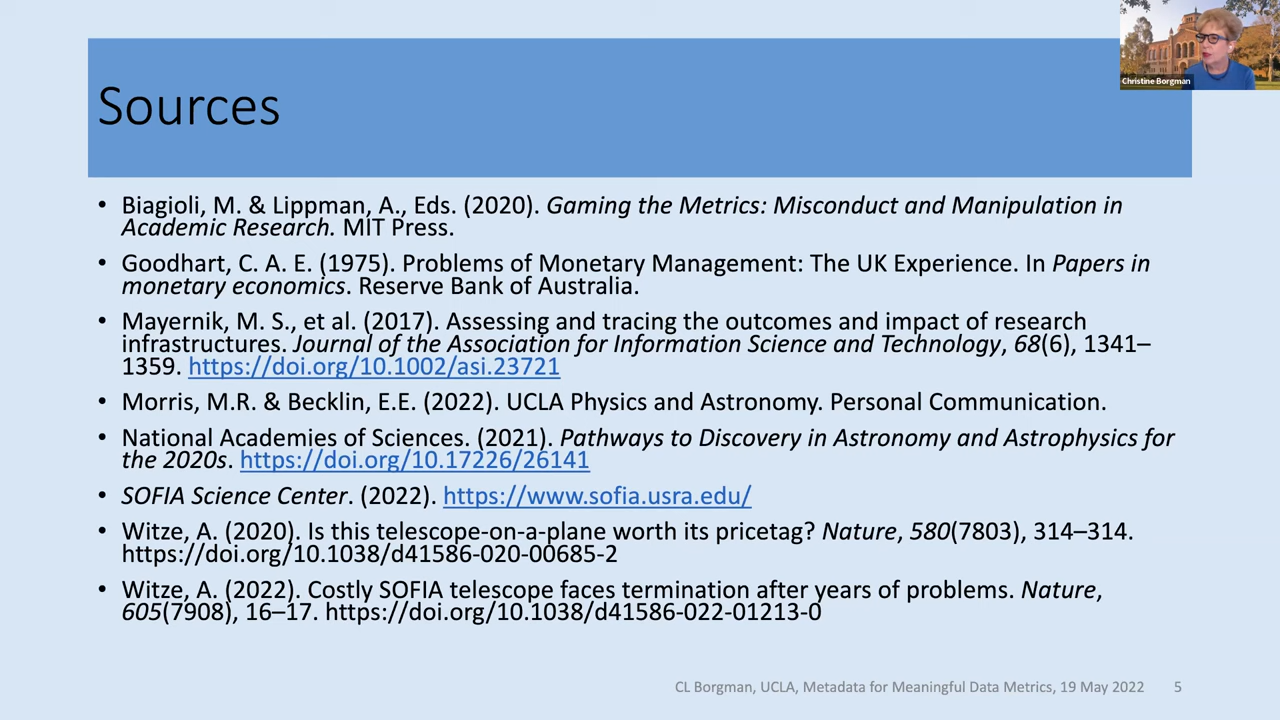 Christine Borgman
Sources
• Biagioli, M. & Lippman, A., Eds. (2020). Gaming the Metrics: Misconduct and Manipulation in
Academic Research. MIT Press.
• Goodhart, C. A. E. (1975). Problems of Monetary Management: The UK Experience. In Papers in
monetary economics. Reserve Bank of Australia.
• Mayernik, M. S., et al. (2017). Assessing and tracing the outcomes and impact of research
infrastructures. Journal of the Association for Information Science and Technology, 68(6), 1341–
1359. https://doi.org/10.1002/asi.23721
• Morris, M.R. & Becklin, E.E. (2022). UCLA Physics and Astronomy. Personal Communication.
• National Academies of Sciences. (2021). Pathways to Discovery in Astronomy and Astrophysics for
the 2020s. https://doi.org/10.17226/26141
• SOFIA Science Center. (2022). https://www.sofia.usra.edu/
• Witze, A. (2020). Is this telescope-on-a-plane worth its pricetag? Nature, 580(7803), 314–314.
https://doi.org/10.1038/d41586-020-00685-2
• Witze, A. (2022). Costly SOFIA telescope faces termination after years of problems. Nature,
605(7908), 16–17. https://doi.org/10.1038/d41586-022-01213-0
CL Borgman, UCLA, Metadata for Meaningful Data Metrics, 19 May 2022 5